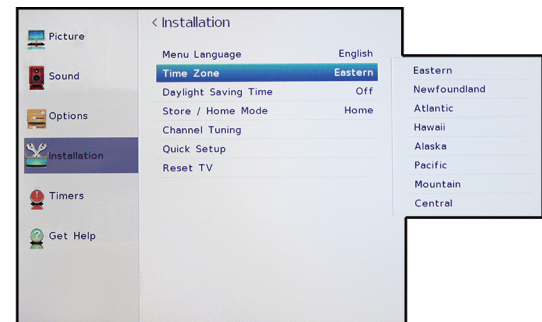 Picture
Sound
Options
Installation
Timers
Get Help
< Installation
Menu Language English
Time Zone Eastern
Daylight Saving Time Off
Store / Home Mode Home
Channel Tuning
Quick Setup
Reset TV
Eastern
Newfoundland
Atlantic
Hawaii
Alaska
Pacific
Mountain
Central